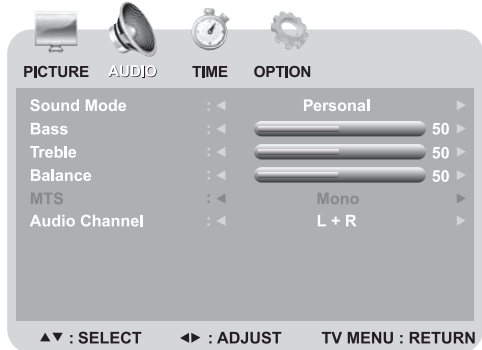 PICTURE AUDIO TIME OPTION
Sound Mode : Personal
Bass : 50
Treble : 50
Balance : 50
MTS : Mono
Audio Channel : L + R
▲▼ : SELECT ◄► : ADJUST TV MENU : RETURN